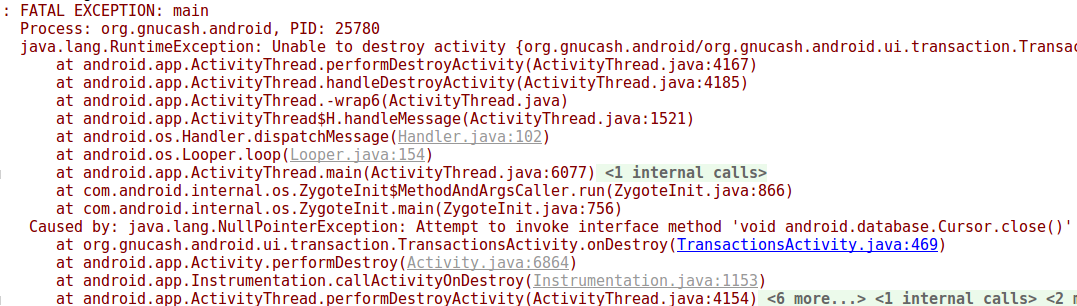 : FATAL EXCEPTION: main
Process: org.gnucash.android, PID: 25780
java.lang.RuntimeException: Unable to destroy activity {org.gnucash.android/org.gnucash.android.ui.transaction.Transac
at android.app.ActivityThread.performDestroyActivity(ActivityThread.java:4167)
at android.app.ActivityThread.handleDestroyActivity(ActivityThread.java:4185)
at android.app.ActivityThread.-wrap6(ActivityThread.java)
at android.app.ActivityThread$H.handleMessage(ActivityThread.java:1521)
at android.os.Handler.dispatchMessage(Handler.java:102)
at android.os.Looper.loop(Looper.java:154)
at android.app.ActivityThread.main(ActivityThread.java:6077) <1 internal calls>
at com.android.internal.os.ZygoteInit$MethodAndArgsCaller.run(ZygoteInit.java:866)
at com.android.internal.os.ZygoteInit.main(ZygoteInit.java:756)
Caused by: java.lang.NullPointerException: Attempt to invoke interface method 'void android.database.Cursor.close()'
at org.gnucash.android.ui.transaction.TransactionsActivity.onDestroy(TransactionsActivity.java:469)
at android.app.Activity.performDestroy(Activity.java:6864)
at android.app.Instrumentation.callActivityOnDestroy(Instrumentation.java:1153)
at android.app.ActivityThread.performDestroyActivity(ActivityThread.java:4154) <6 more...> <1 internal calls> <2 m